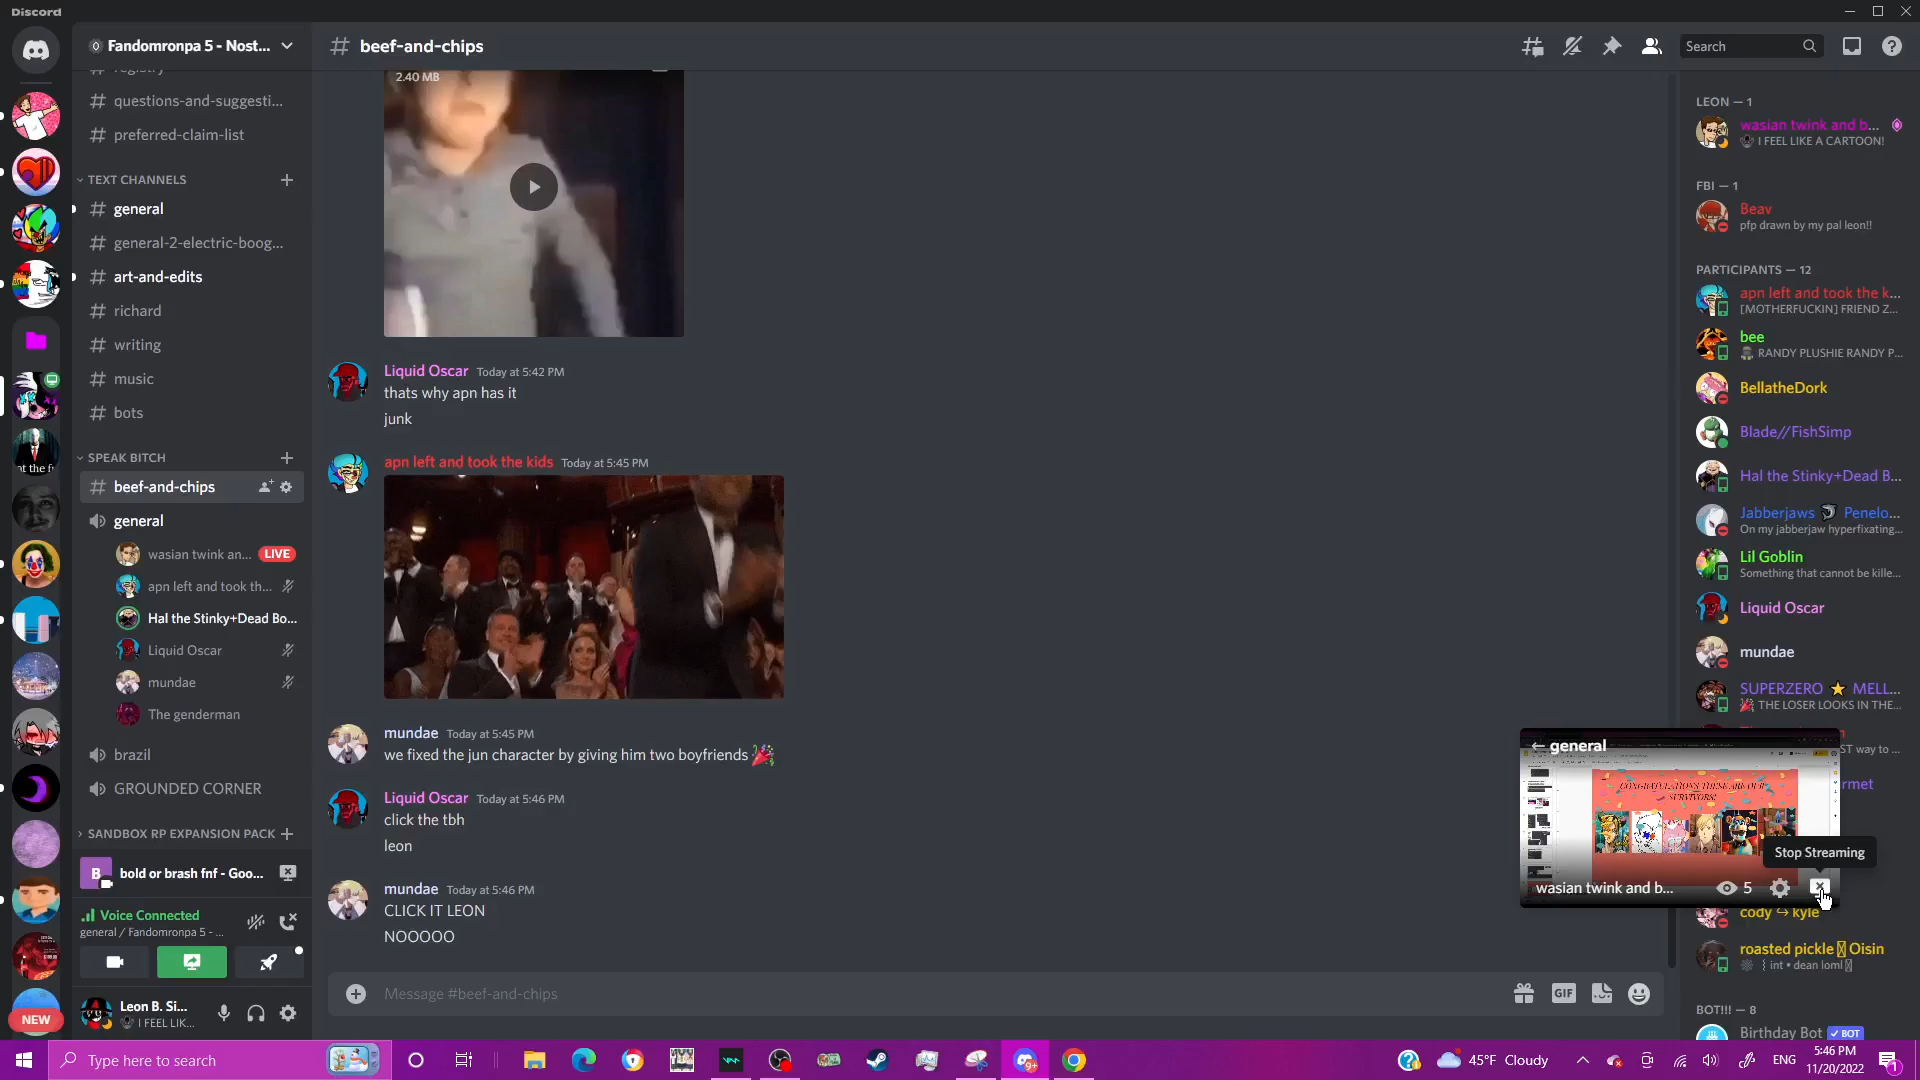 Discord
Fandomronpa 5 - Nost...
registry
questions-and-suggesti...
preferred-claim-list
TEXT CHANNELS
general
general-2-electric-boog...
art-and-edits
richard
writing
music
bots
SPEAK BITCH
beef-and-chips
general
wasian twink an... LIVE
apn left and took th...
Hal the Stinky+Dead Bo...
Liquid Oscar
mundae
The genderman
brazil
GROUNDED CORNER
SANDBOX RP EXPANSION PACK
B bold or brash fnf - Goo...
Voice Connected
general / Fandomronpa 5 - ...
Leon B. Si...
I FEEL LIK...
NEW
beef-and-chips
Search
2.40 MB
Liquid Oscar Today at 5:42 PM
thats why apn has it
junk
apn left and took the kids Today at 5:45 PM
mundae Today at 5:45 PM
we fixed the jun character by giving him two boyfriends 🎉
Liquid Oscar Today at 5:46 PM
click the tbh
leon
mundae Today at 5:46 PM
CLICK IT LEON
NOOOOO
Message #beef-and-chips
GIF
LEON — 1
wasian twink and b...
I FEEL LIKE A CARTOON!
FBI — 1
Beav
pfp drawn by my pal leon!!
PARTICIPANTS — 12
apn left and took the k...
[MOTHERFUCKIN] FRIEND Z...
bee
RANDY PLUSHIE RANDY P...
BellatheDork
Blade//FishSimp
Hal the Stinky+Dead B...
Jabberjaws Penelo...
On my jabberjaw hyperfixating...
Lil Goblin
Something that cannot be kille...
Liquid Oscar
mundae
SUPERZERO ⭐ MELL...
🎉 THE LOSER LOOKS IN THE...
ST way to ...
rmet
general
CONGRATULATIONS THESE ARE OUR
SURVIVORS!
Stop Streaming
wasian twink and b... 5
cody ↪ kyle
roasted pickle Oisin
int • dean loml
BOT!!! — 8
Birthday Bot ✓ BOT
Type here to search
45°F Cloudy
ENG
5:46 PM
11/20/2022
1